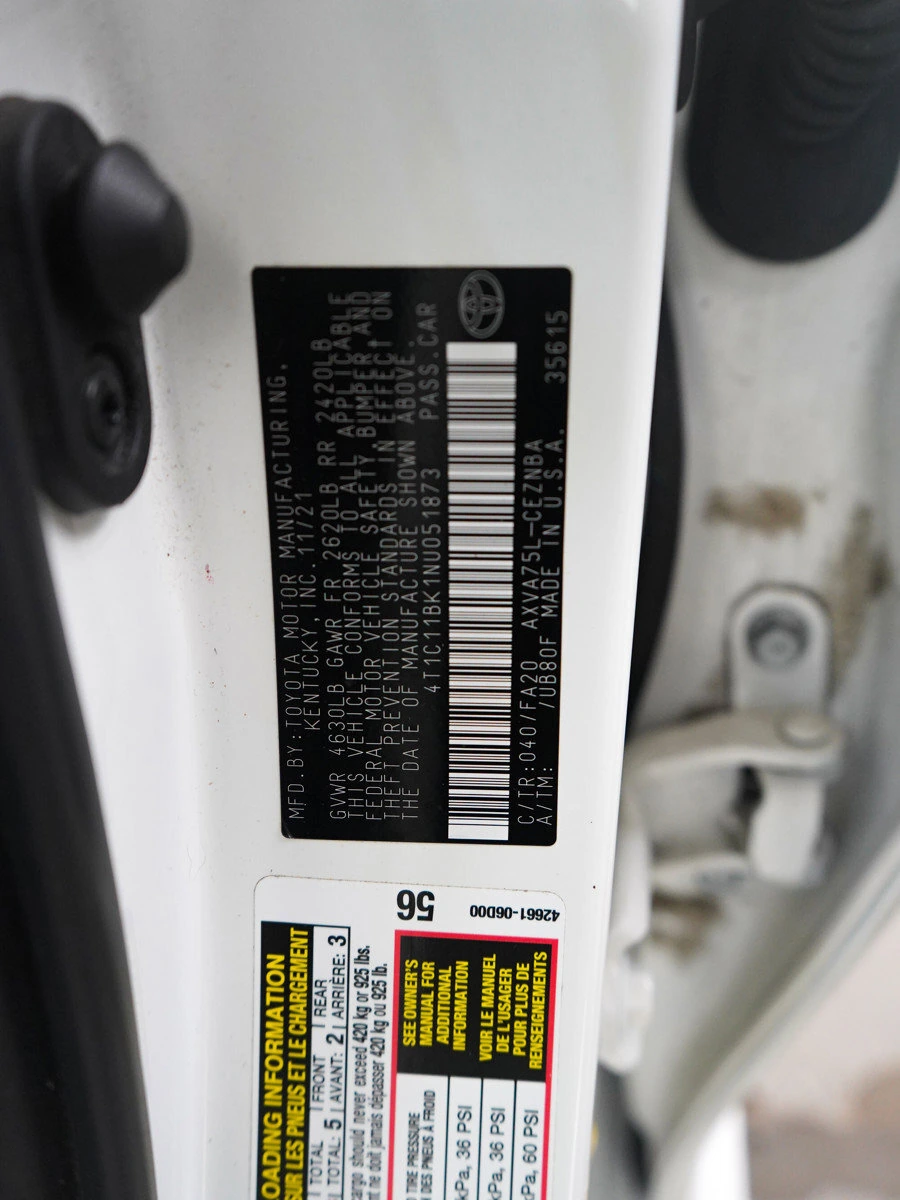 MFD.BY:TOYOTA MOTOR MANUFACTURING,
KENTUCKY, INC. 11/21
GVWR 4630LB GAWR FR 2620LB RR 2420LB
THIS VEHICLE CONFORMS TO ALL APPLICABLE
FEDERAL MOTOR VEHICLE SAFETY, BUMPER, AND
THEFT PREVENTION STANDARDS IN EFFECT ON
THE DATE OF MANUFACTURE SHOWN ABOVE.
4T1C11BK1NU051873 PASS.CAR
C/TR:040/FA20 AXVA75L-CEZNBA
A/TM: /UB80F MADE IN U.S.A. 35615
56
42661-06D00
OADING INFORMATION
SUR LES PNEUS ET LE CHARGEMENT
TOTAL FRONT REAR
TOTAL: 5 AVANT: 2 ARRIÈRE: 3
cargo should never exceed 420 kg or 925 lbs.
nt ne doit jamais dépasser 420 kg ou 925 lb.
TIRE PRESSURE
DES PNEUS À FROID
kPa, 36 PSI
kPa, 36 PSI
kPa, 60 PSI
SEE OWNER'S
MANUAL FOR
ADDITIONAL
INFORMATION
VOIR LE MANUEL
DE L'USAGER
POUR PLUS DE
RENSEIGNEMENTS